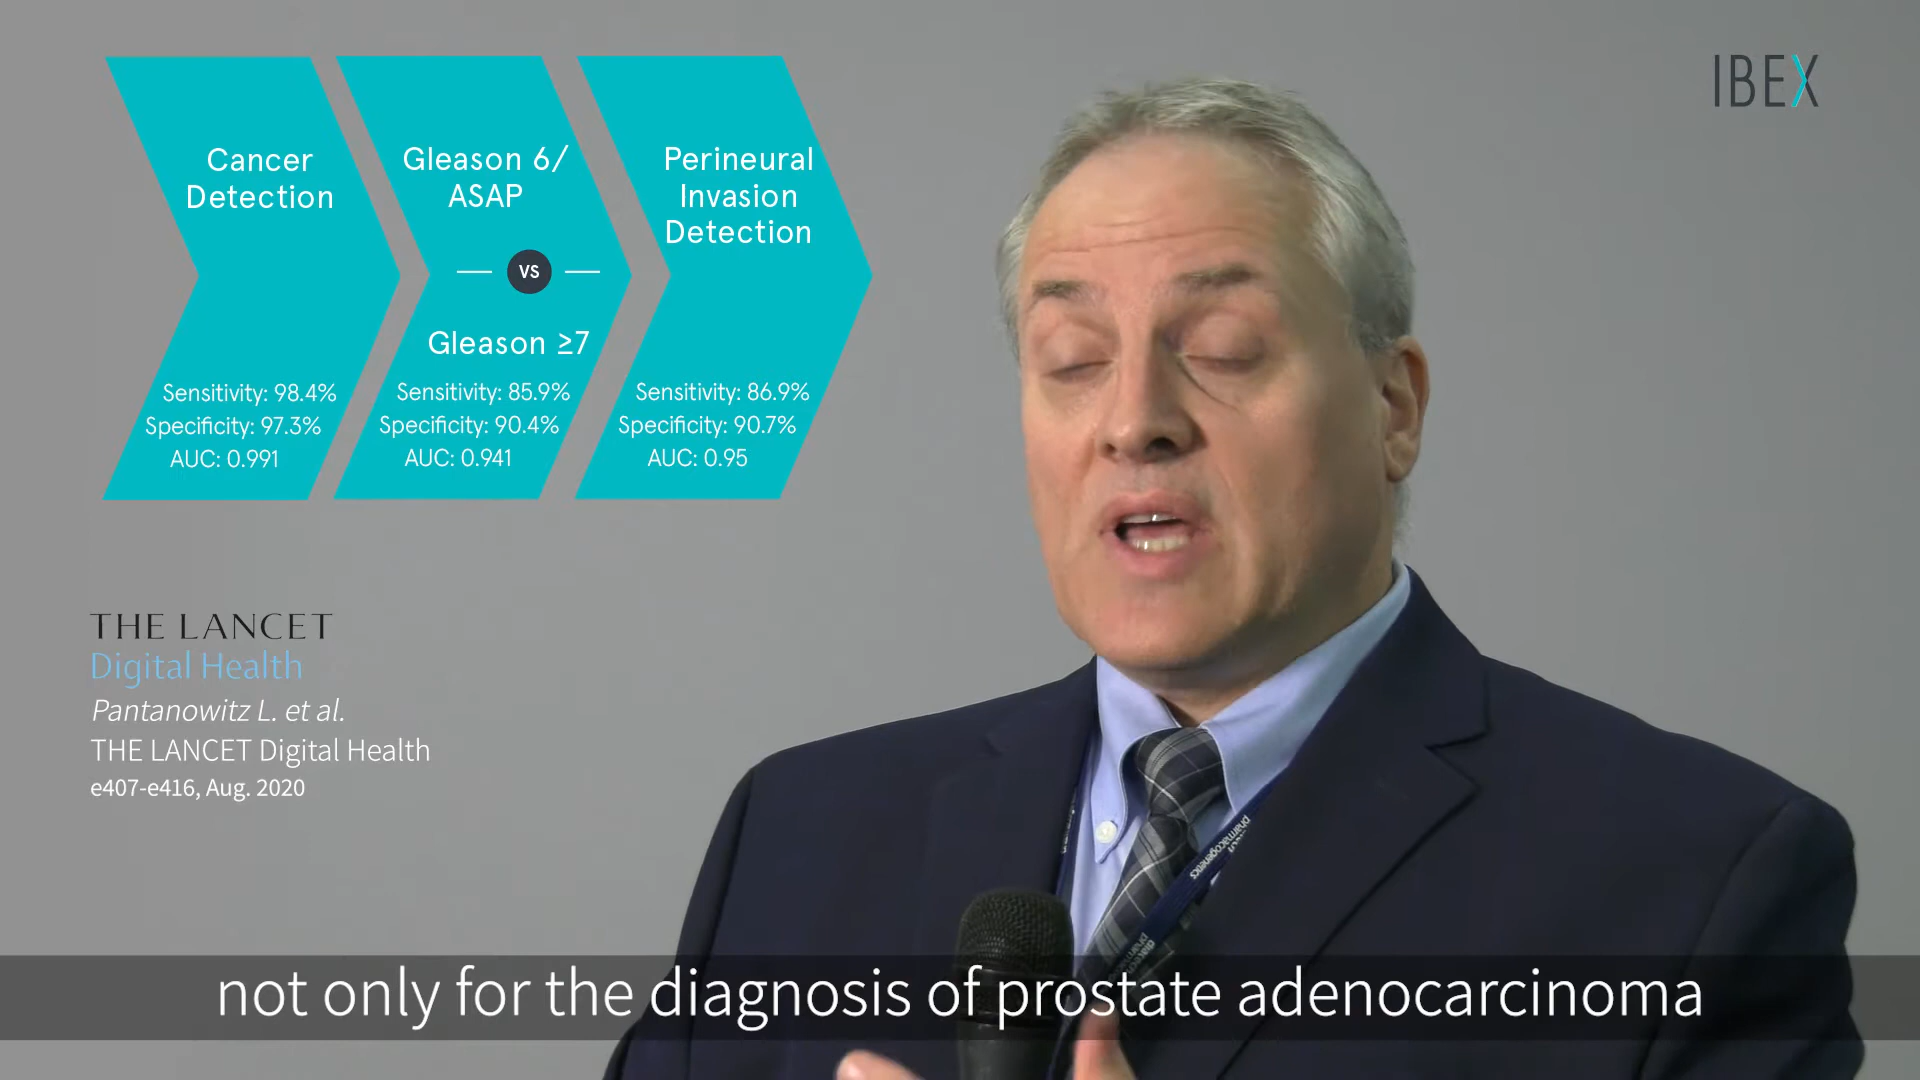 IBEX
Cancer
Detection
Sensitivity: 98.4%
Specificity: 97.3%
AUC: 0.991
Gleason 6/
ASAP
VS
Gleason ≥7
Sensitivity: 85.9%
Specificity: 90.4%
AUC: 0.941
Perineural
Invasion
Detection
Sensitivity: 86.9%
Specificity: 90.7%
AUC: 0.95
THE LANCET
Digital Health
Pantanowitz L. et al.
THE LANCET Digital Health
e407-e416, Aug. 2020
pharmacogenetics
not only for the diagnosis of prostate adenocarcinoma